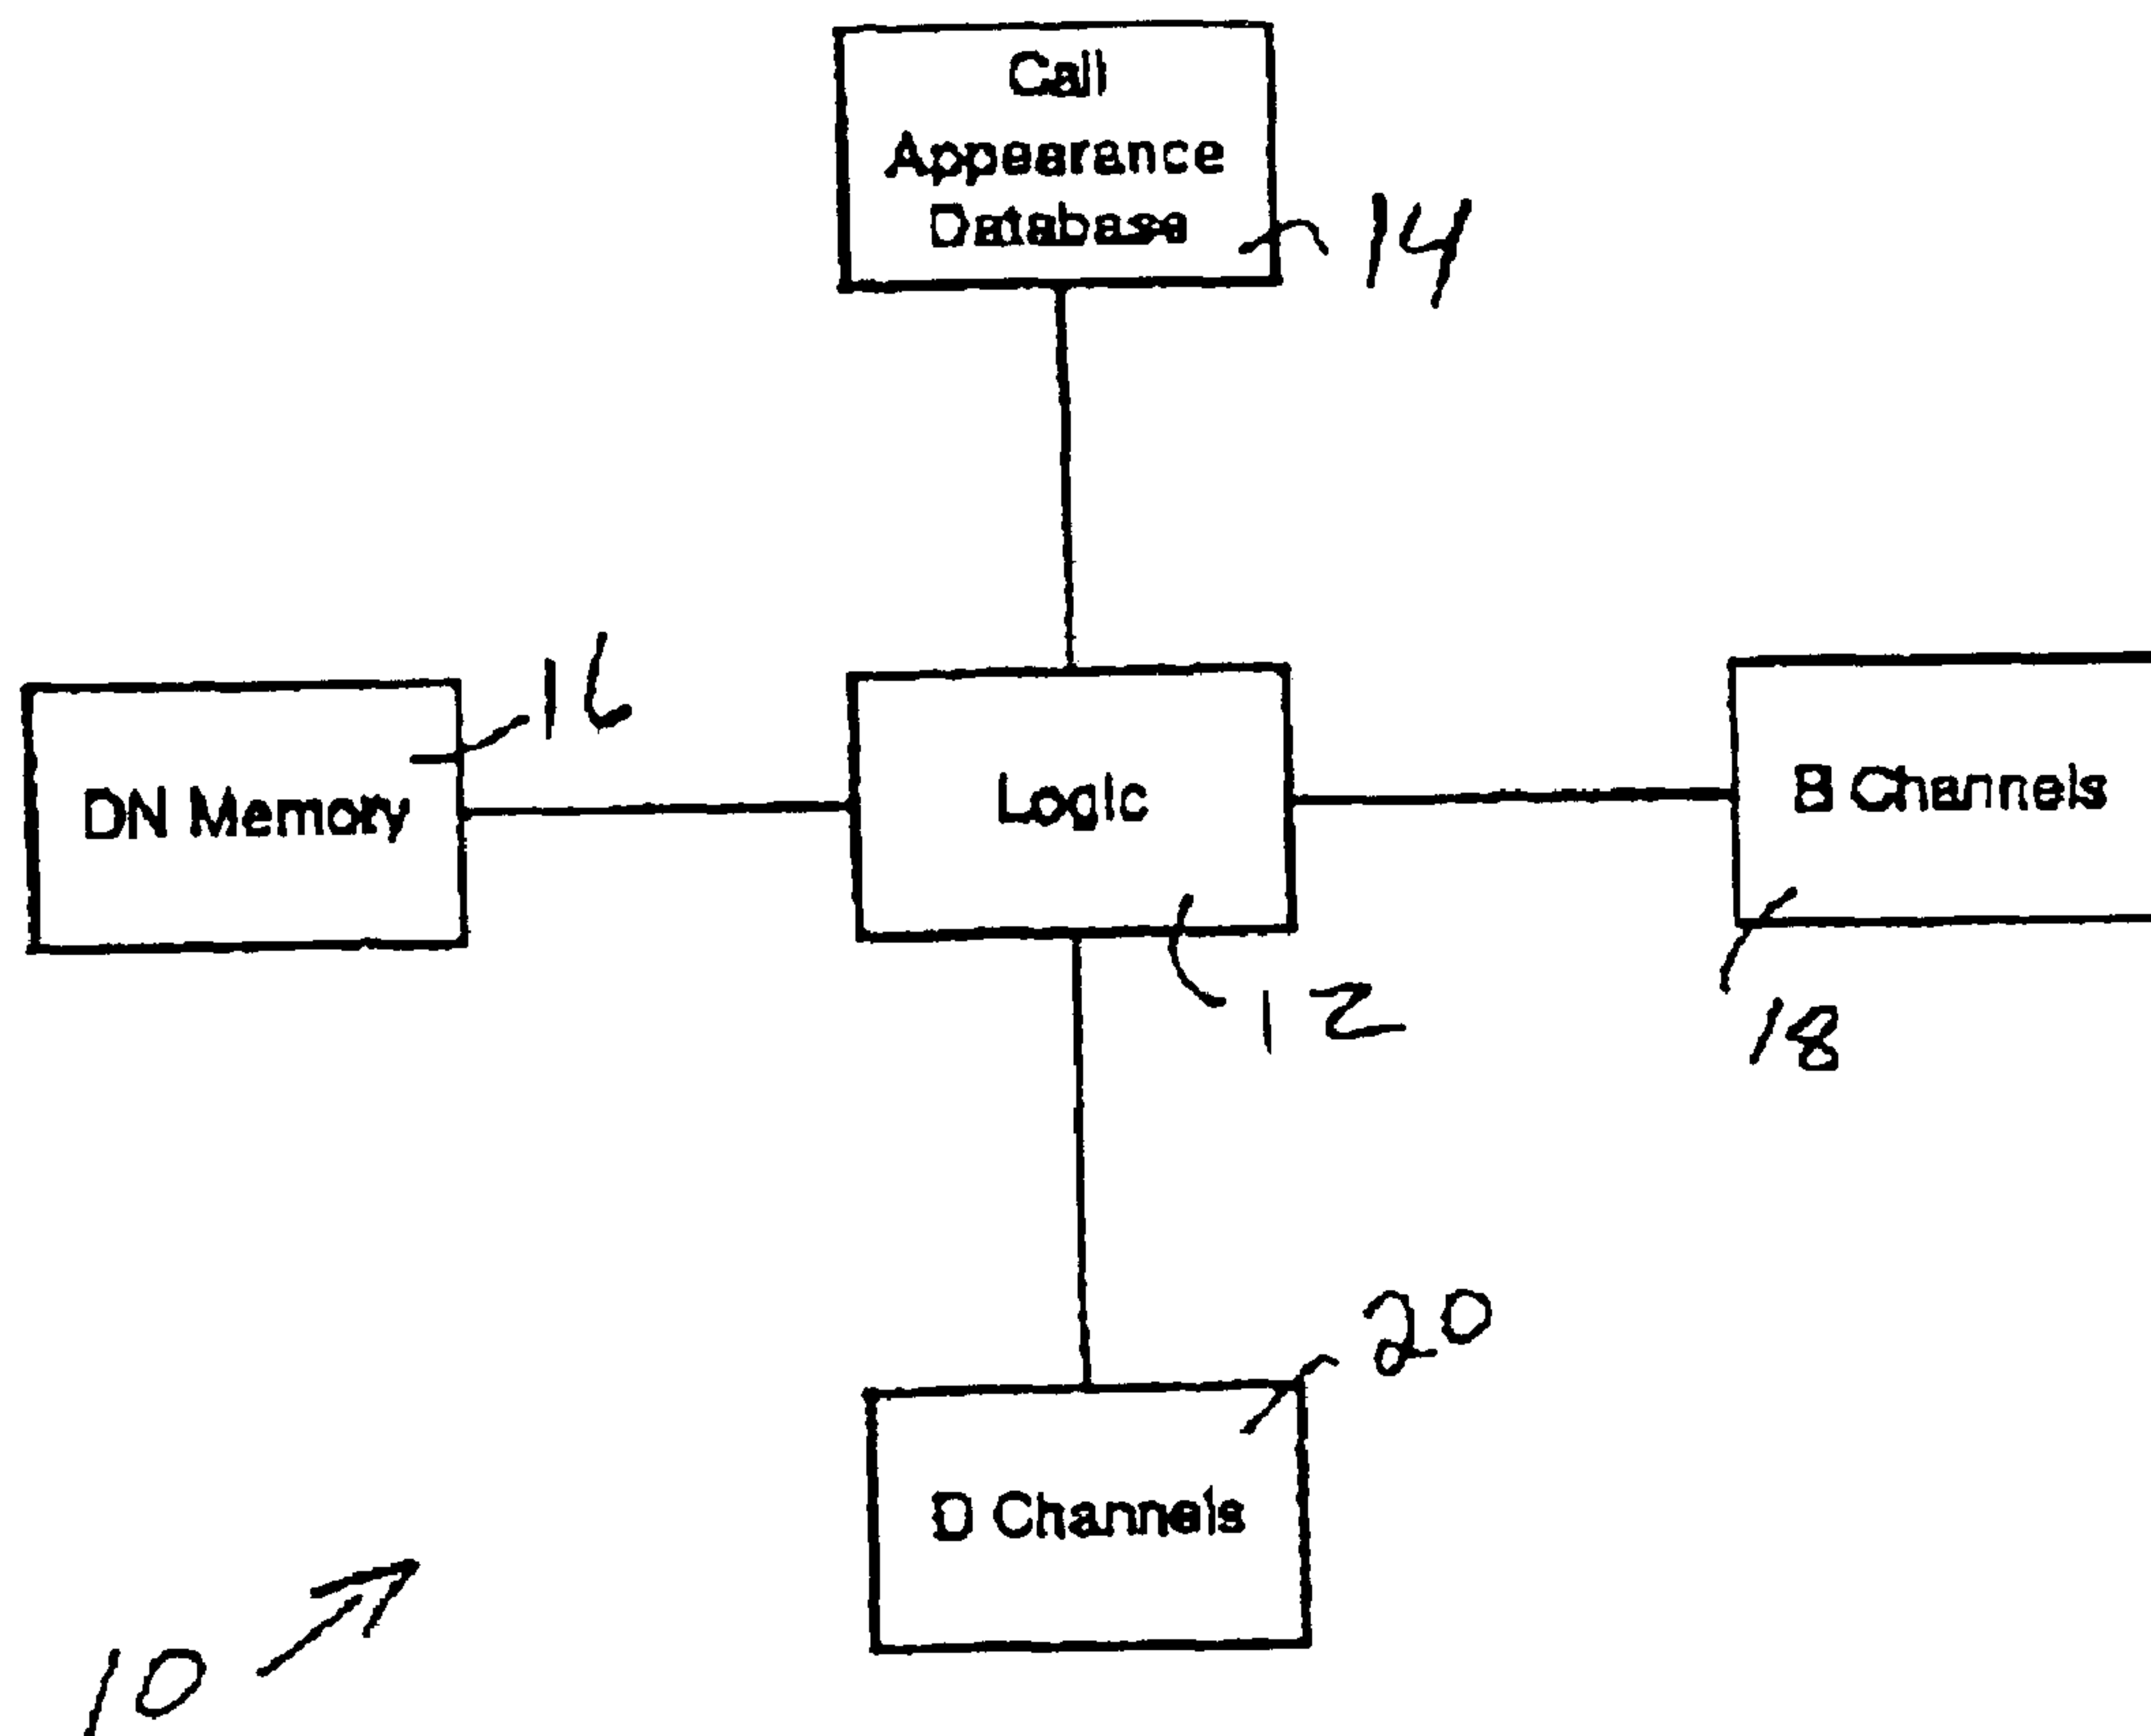 Call
Appearance
Database
14
16
DN Memory
Logic
B Channels
12
18
20
D Channels
10